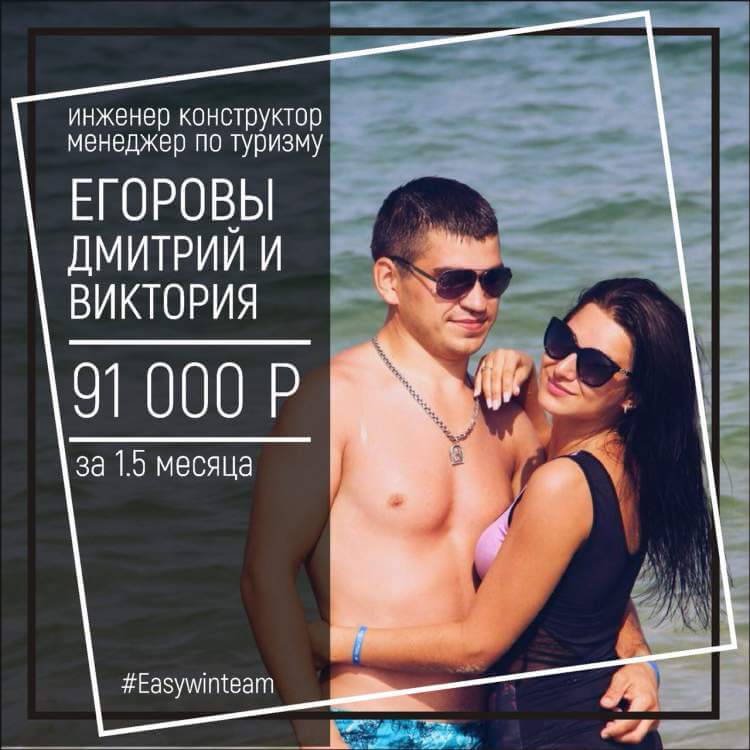 инженер конструктор
менеджер по туризму
ЕГОРОВЫ
ДМИТРИЙ И
ВИКТОРИЯ
91 000 Р
за 1.5 месяца
#Easywinteam